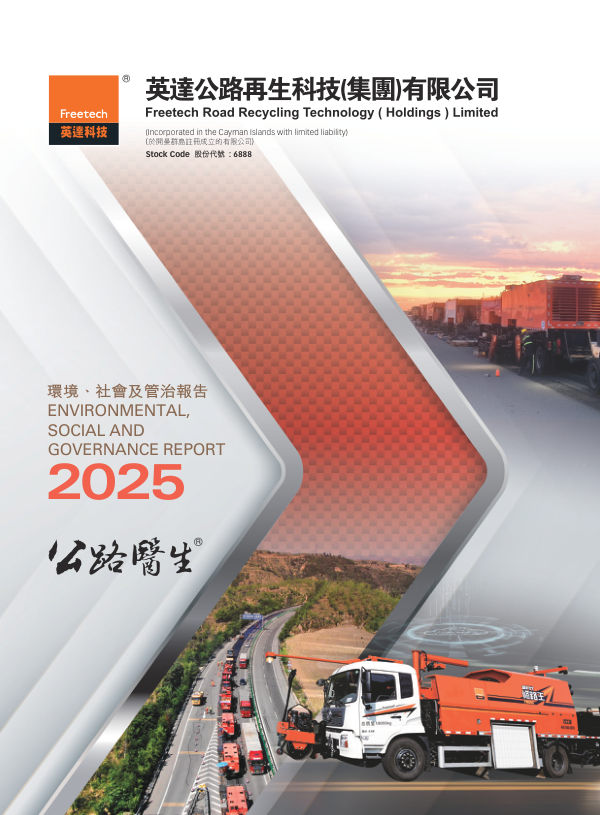 Freetech
英達科技
®
英達公路再生科技(集團)有限公司
Freetech Road Recycling Technology ( Holdings ) Limited
(Incorporated in the Cayman Islands with limited liability)
(於開曼群島註冊成立的有限公司)
Stock Code 股份代號 : 6888
環境、社會及管治報告
ENVIRONMENTAL,
SOCIAL AND
GOVERNANCE REPORT
2025
公路醫生®